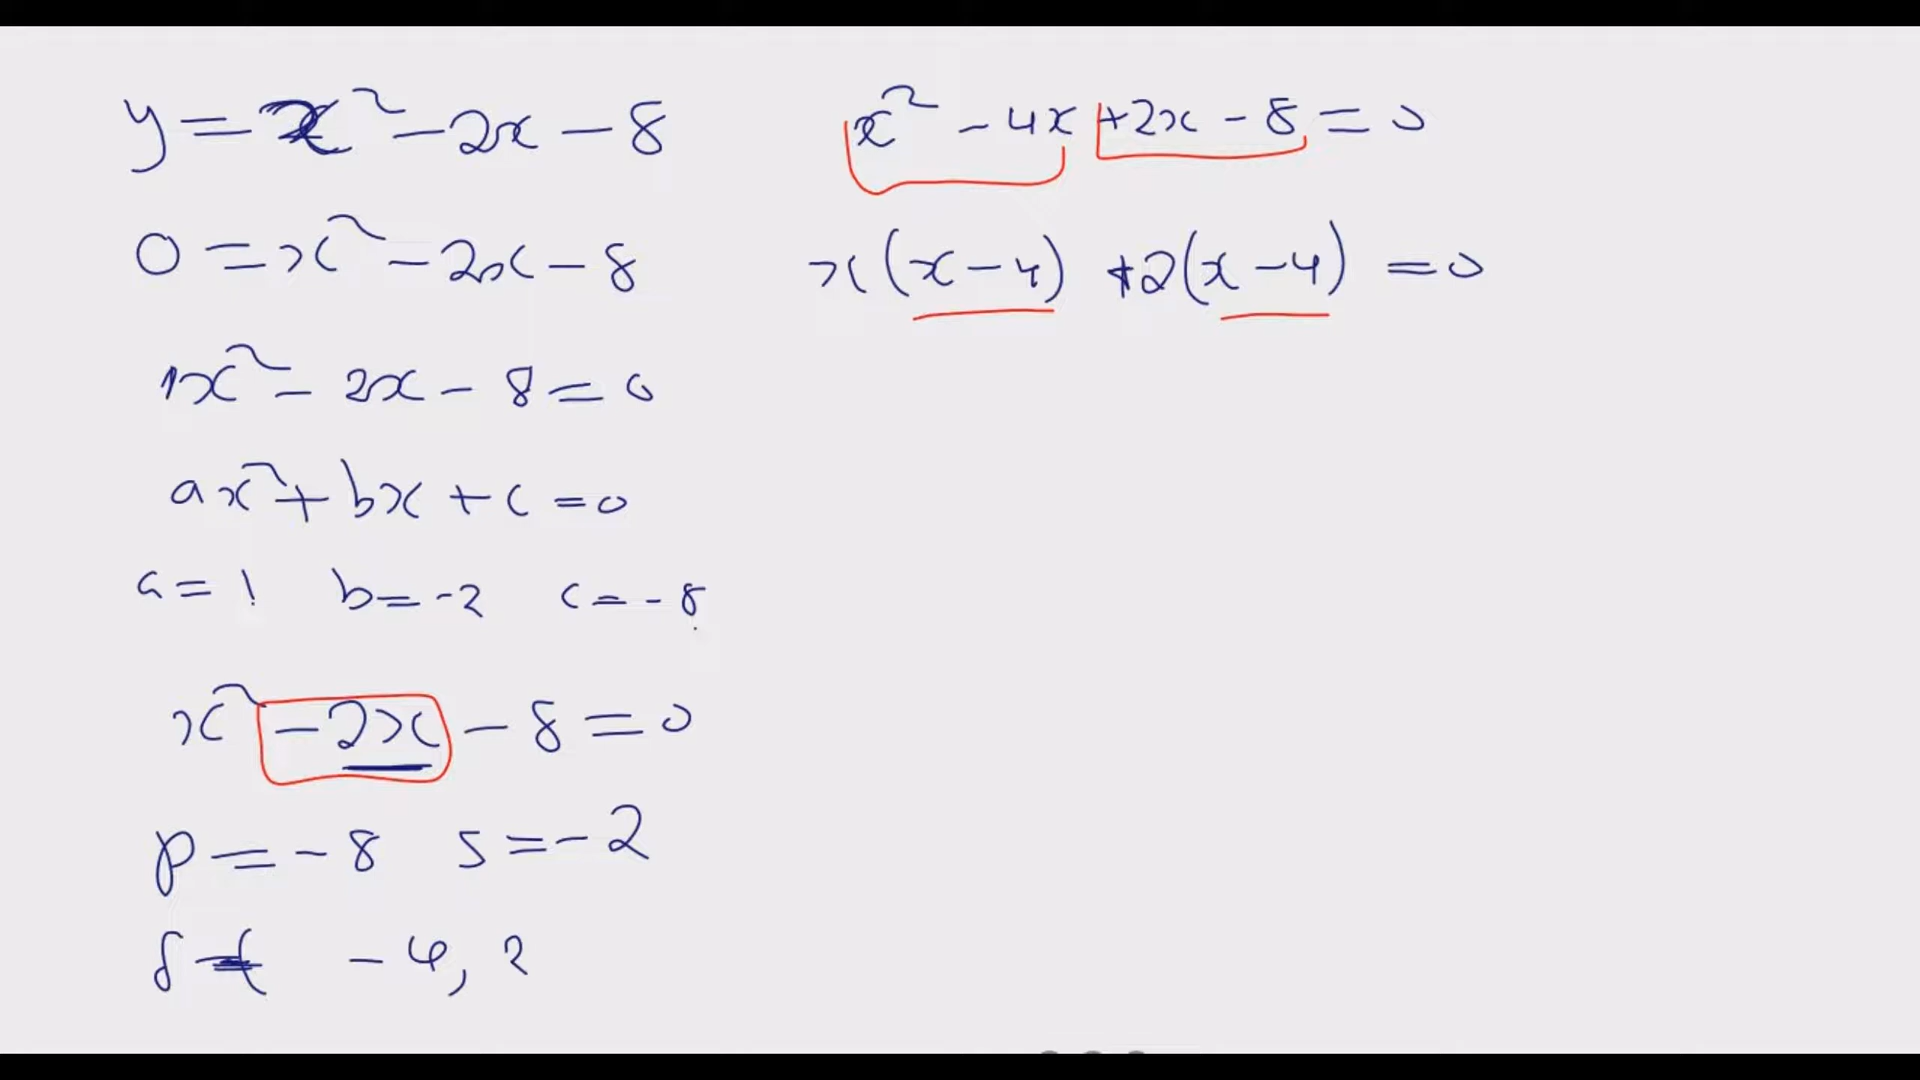 y = x² - 2x - 8
0 = x² - 2x - 8
1x² - 2x - 8 = 0
ax² + bx + c = 0
a = 1 b = -2 c = -8
x² - 2x - 8 = 0
p = -8 s = -2
f -4, 2
x² - 4x + 2x - 8 = 0
x(x - 4) + 2(x - 4) = 0